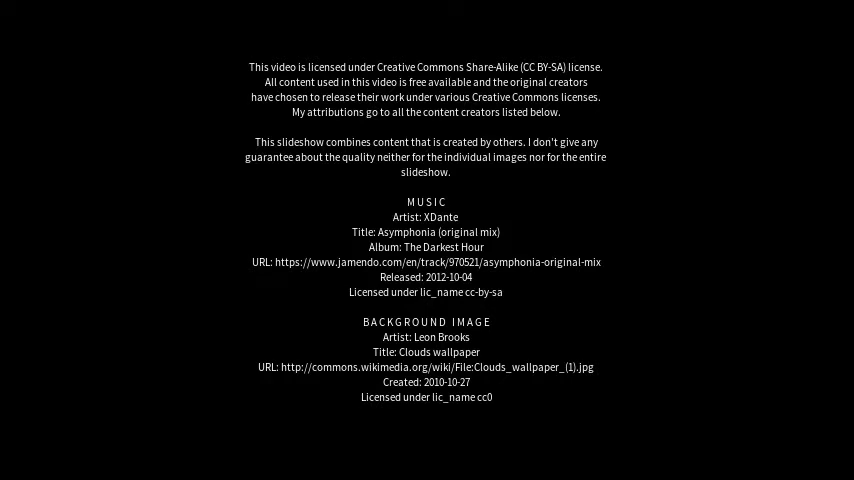 This video is licensed under Creative Commons Share-Alike (CC BY-SA) license.
All content used in this video is free available and the original creators
have chosen to release their work under various Creative Commons licenses.
My attributions go to all the content creators listed below.
This slideshow combines content that is created by others. I don't give any
guarantee about the quality neither for the individual images nor for the entire
slideshow.
MUSIC
Artist: XDante
Title: Asymphonia (original mix)
Album: The Darkest Hour
URL: https://www.jamendo.com/en/track/970521/asymphonia-original-mix
Released: 2012-10-04
Licensed under lic_name cc-by-sa
BACKGROUND IMAGE
Artist: Leon Brooks
Title: Clouds wallpaper
URL: http://commons.wikimedia.org/wiki/File:Clouds_wallpaper_(1).jpg
Created: 2010-10-27
Licensed under lic_name cc0